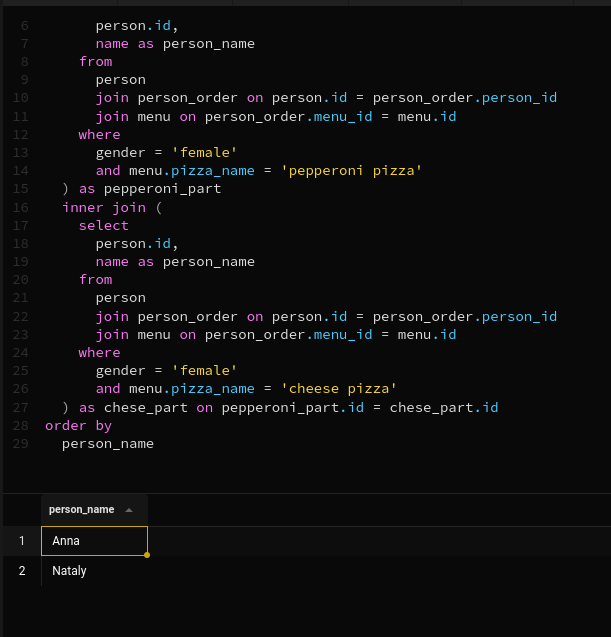 6 person.id,
7 name as person_name
8 from
9 person
10 join person_order on person.id = person_order.person_id
11 join menu on person_order.menu_id = menu.id
12 where
13 gender = 'female'
14 and menu.pizza_name = 'pepperoni pizza'
15 ) as pepperoni_part
16 inner join (
17 select
18 person.id,
19 name as person_name
20 from
21 person
22 join person_order on person.id = person_order.person_id
23 join menu on person_order.menu_id = menu.id
24 where
25 gender = 'female'
26 and menu.pizza_name = 'cheese pizza'
27 ) as chese_part on pepperoni_part.id = chese_part.id
28 order by
29 person_name
person_name
1 Anna
2 Nataly